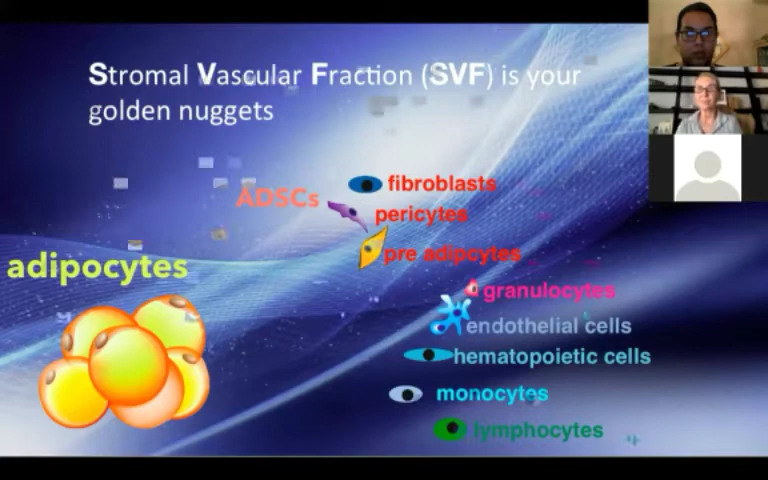 Stromal Vascular Fraction (SVF) is your
golden nuggets
ADSCs
fibroblasts
pericytes
pre adipcytes
adipocytes
granulocytes
endothelial cells
hematopoietic cells
monocytes
lymphocytes